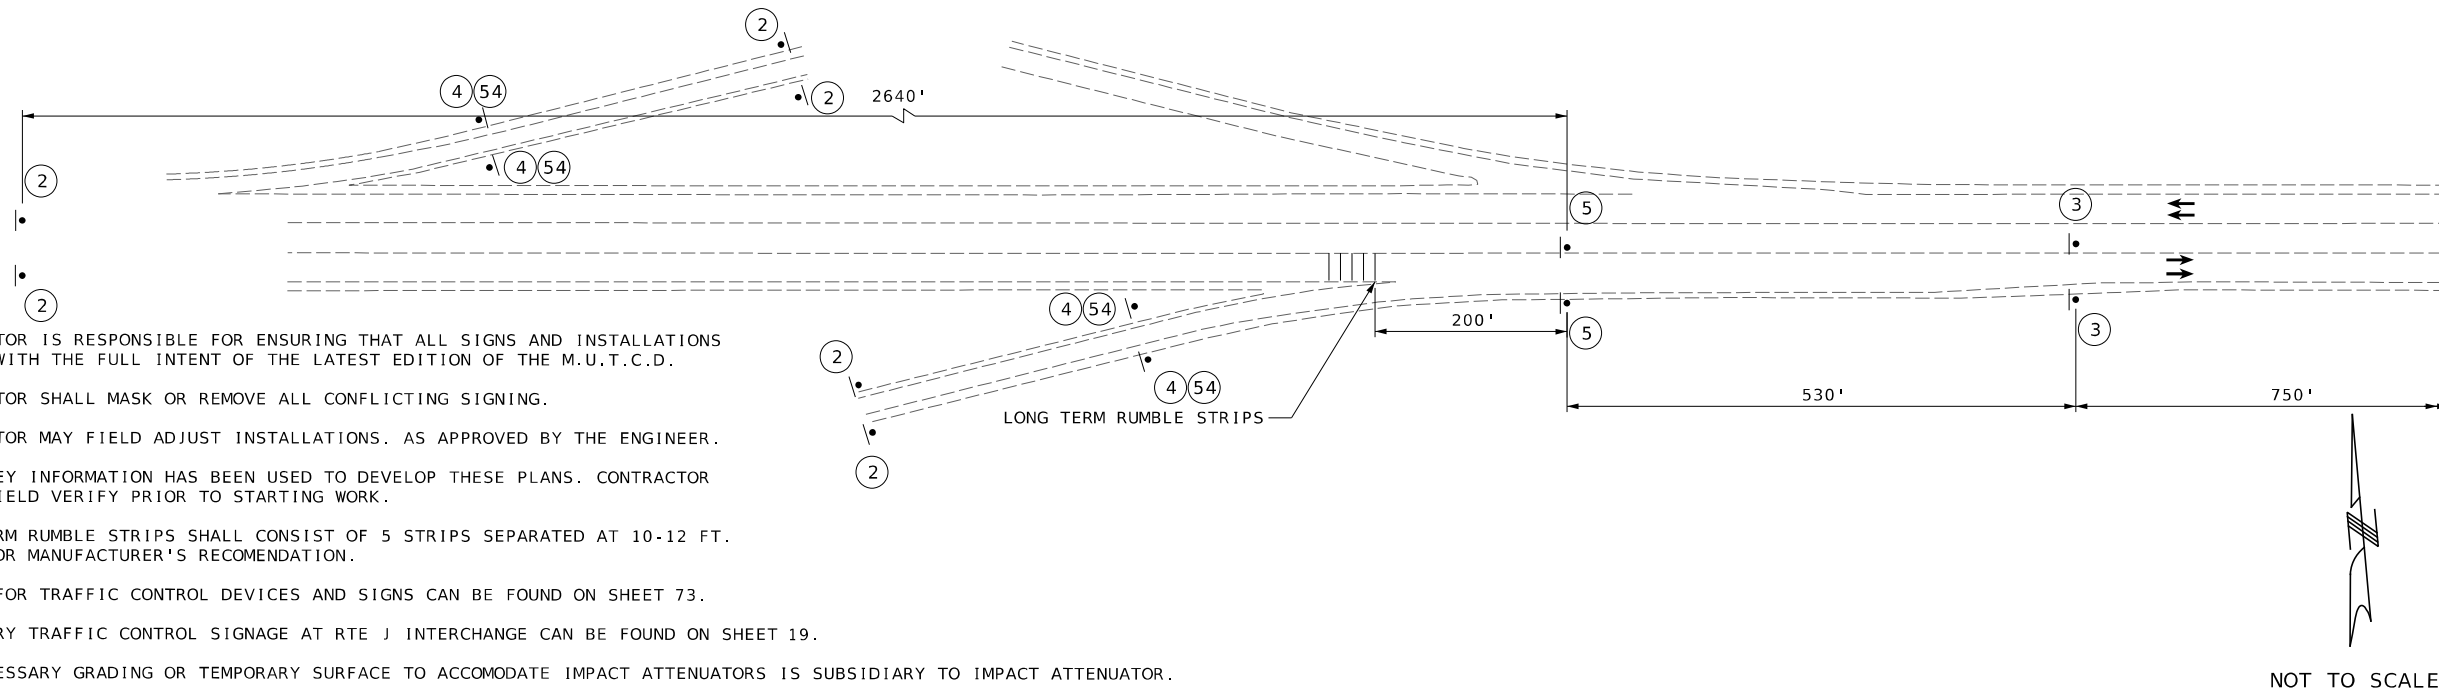 2
4 54
2
2640'
4 54
2
5
3
2
4 54
200'
5
3
2
4 54
530'
750'
LONG TERM RUMBLE STRIPS
2
TOR IS RESPONSIBLE FOR ENSURING THAT ALL SIGNS AND INSTALLATIONS
WITH THE FULL INTENT OF THE LATEST EDITION OF THE M.U.T.C.D.
TOR SHALL MASK OR REMOVE ALL CONFLICTING SIGNING.
TOR MAY FIELD ADJUST INSTALLATIONS. AS APPROVED BY THE ENGINEER.
EY INFORMATION HAS BEEN USED TO DEVELOP THESE PLANS. CONTRACTOR
IELD VERIFY PRIOR TO STARTING WORK.
RM RUMBLE STRIPS SHALL CONSIST OF 5 STRIPS SEPARATED AT 10-12 FT.
OR MANUFACTURER'S RECOMENDATION.
FOR TRAFFIC CONTROL DEVICES AND SIGNS CAN BE FOUND ON SHEET 73.
RY TRAFFIC CONTROL SIGNAGE AT RTE J INTERCHANGE CAN BE FOUND ON SHEET 19.
ESSARY GRADING OR TEMPORARY SURFACE TO ACCOMODATE IMPACT ATTENUATORS IS SUBSIDIARY TO IMPACT ATTENUATOR.
NOT TO SCALE